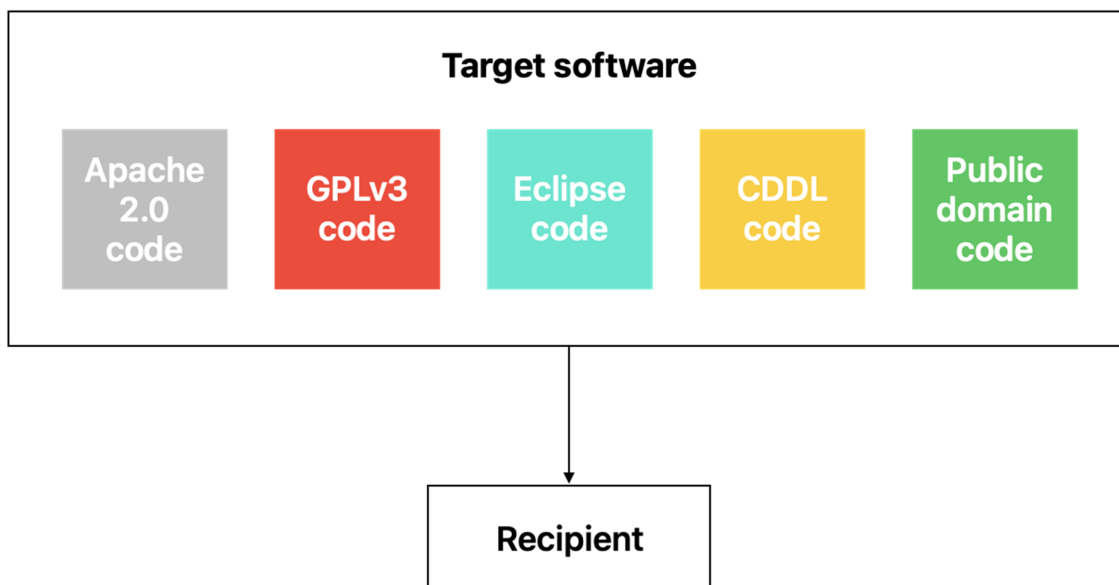 Target software
Apache
2.0
code
GPLv3
code
Eclipse
code
CDDL
code
Public
domain
code
Recipient